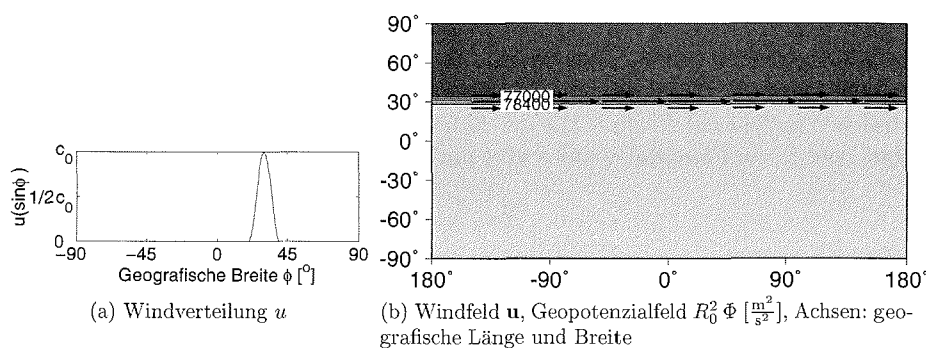 c₀
1/2c₀
0
u(sinϕ)
−90 −45 0 45 90
Geografische Breite ϕ [°]
(a) Windverteilung u
90°
60°
30°
0°
-30°
-60°
-90°
77000
78400
180° -90° 0° 90° 180°
(b) Windfeld u, Geopotenzialfeld R₀² Φ [m²/s²], Achsen: geo-
grafische Länge und Breite